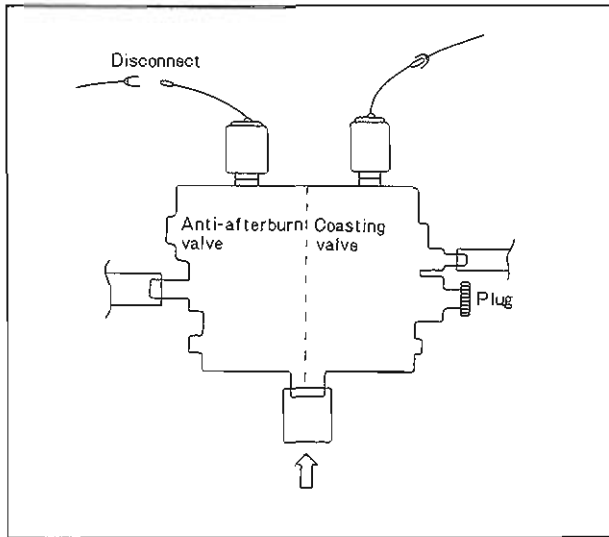 Disconnect
Anti-afterburn
valve
Coasting
valve
Plug